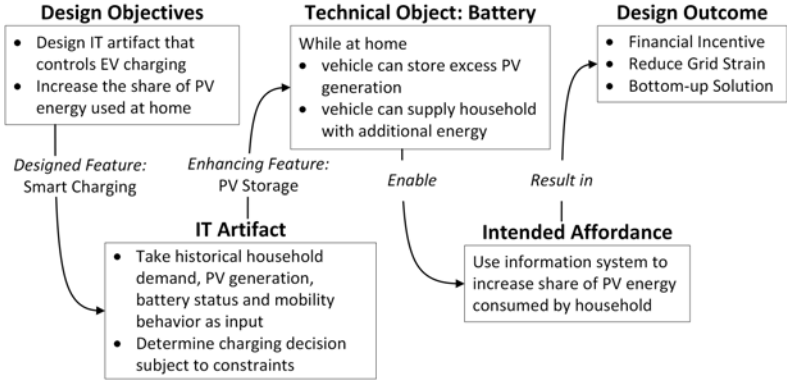 Design Objectives
• Design IT artifact that
controls EV charging
• Increase the share of PV
energy used at home
Designed Feature:
Smart Charging
IT Artifact
• Take historical household
demand, PV generation,
battery status and mobility
behavior as input
• Determine charging decision
subject to constraints
Enhancing Feature:
PV Storage
Technical Object: Battery
While at home
• vehicle can store excess PV
generation
• vehicle can supply household
with additional energy
Enable
Intended Affordance
Use information system to
increase share of PV energy
consumed by household
Result in
Design Outcome
• Financial Incentive
• Reduce Grid Strain
• Bottom-up Solution